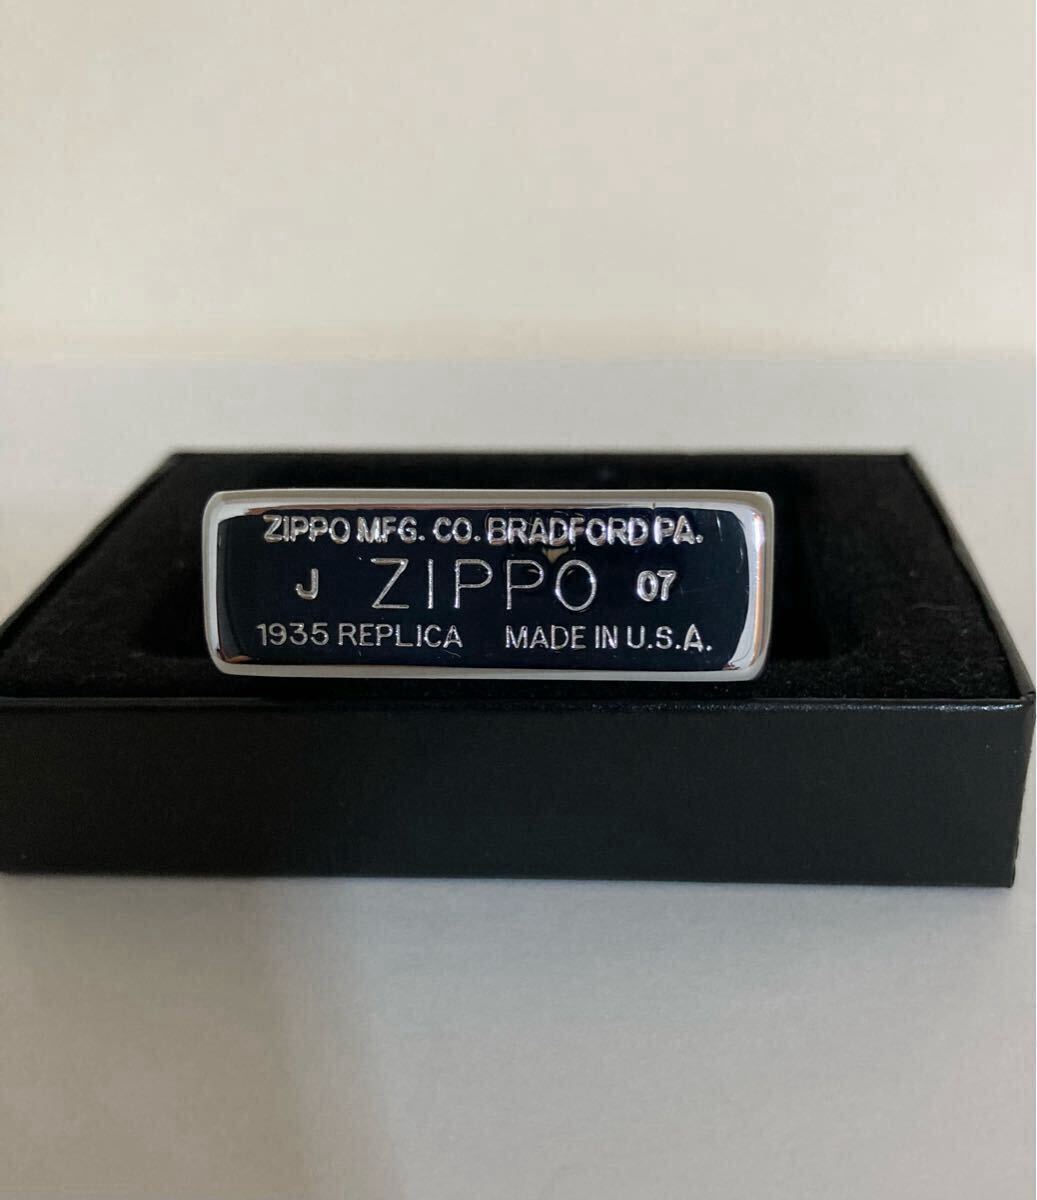 ZIPPO MFG. CO. BRADFORD PA.
J ZIPPO 07
1935 REPLICA MADE IN U.S.A.